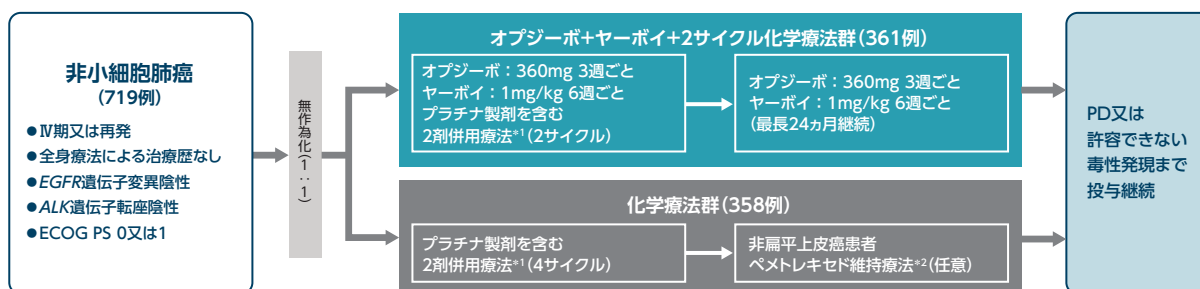 非小細胞肺癌
(719例)
●Ⅳ期又は再発
●全身療法による治療歴なし
●EGFR遺伝子変異陰性
●ALK遺伝子転座陰性
●ECOG PS 0又は1
無作為化(1:1)
オプジーボ+ヤーボイ+2サイクル化学療法群(361例)
オプジーボ:360mg 3週ごと
ヤーボイ:1mg/kg 6週ごと
プラチナ製剤を含む
2剤併用療法*1(2サイクル)
オプジーボ:360mg 3週ごと
ヤーボイ:1mg/kg 6週ごと
(最長24ヵ月継続)
化学療法群(358例)
プラチナ製剤を含む
2剤併用療法*1(4サイクル)
非扁平上皮癌患者
ペメトレキセド維持療法*2(任意)
PD又は
許容できない
毒性発現まで
投与継続